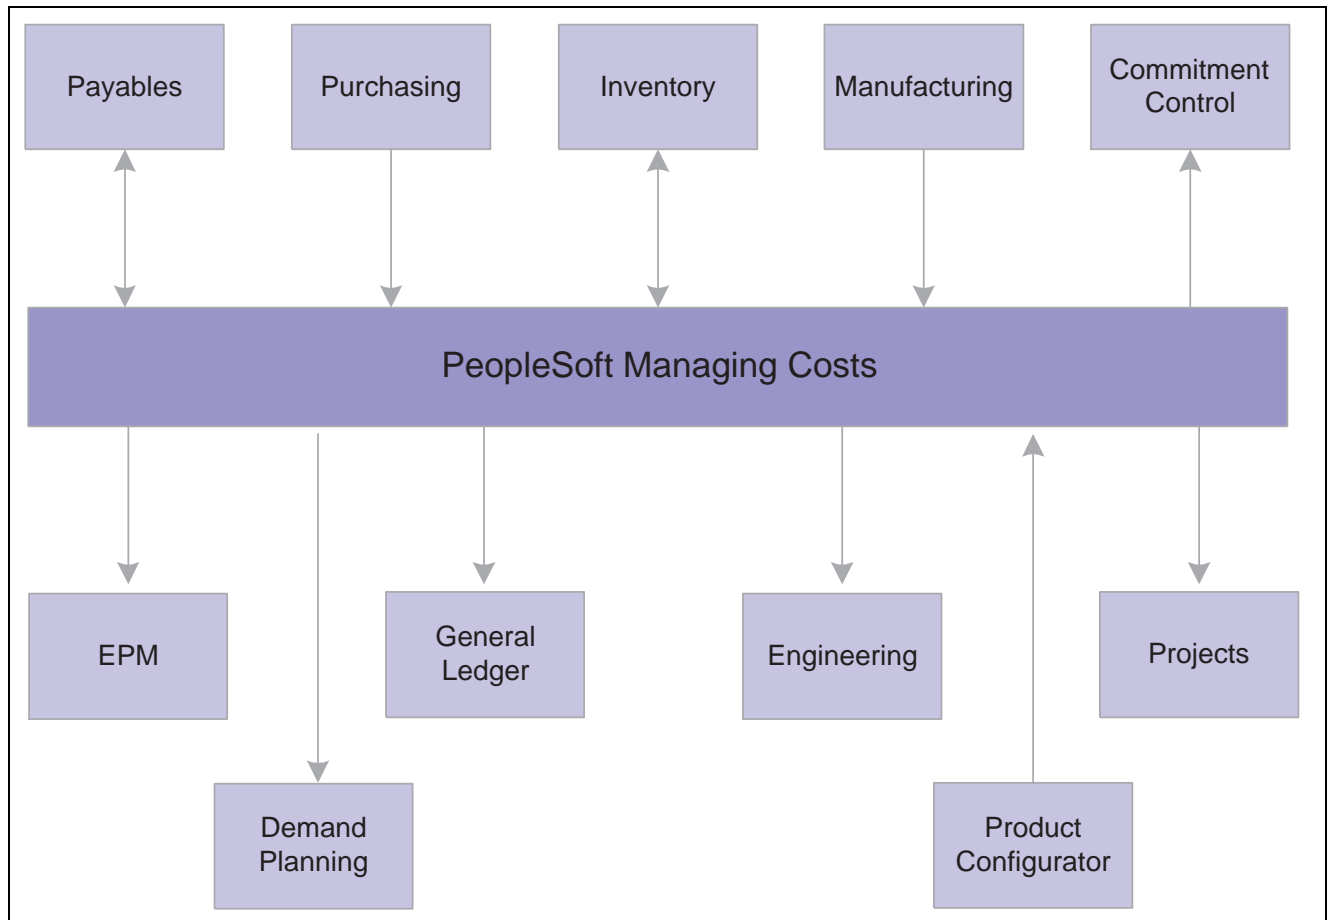 Payables
Purchasing
Inventory
Manufacturing
Commitment
Control
PeopleSoft Managing Costs
EPM
General
Ledger
Engineering
Projects
Demand
Planning
Product
Configurator